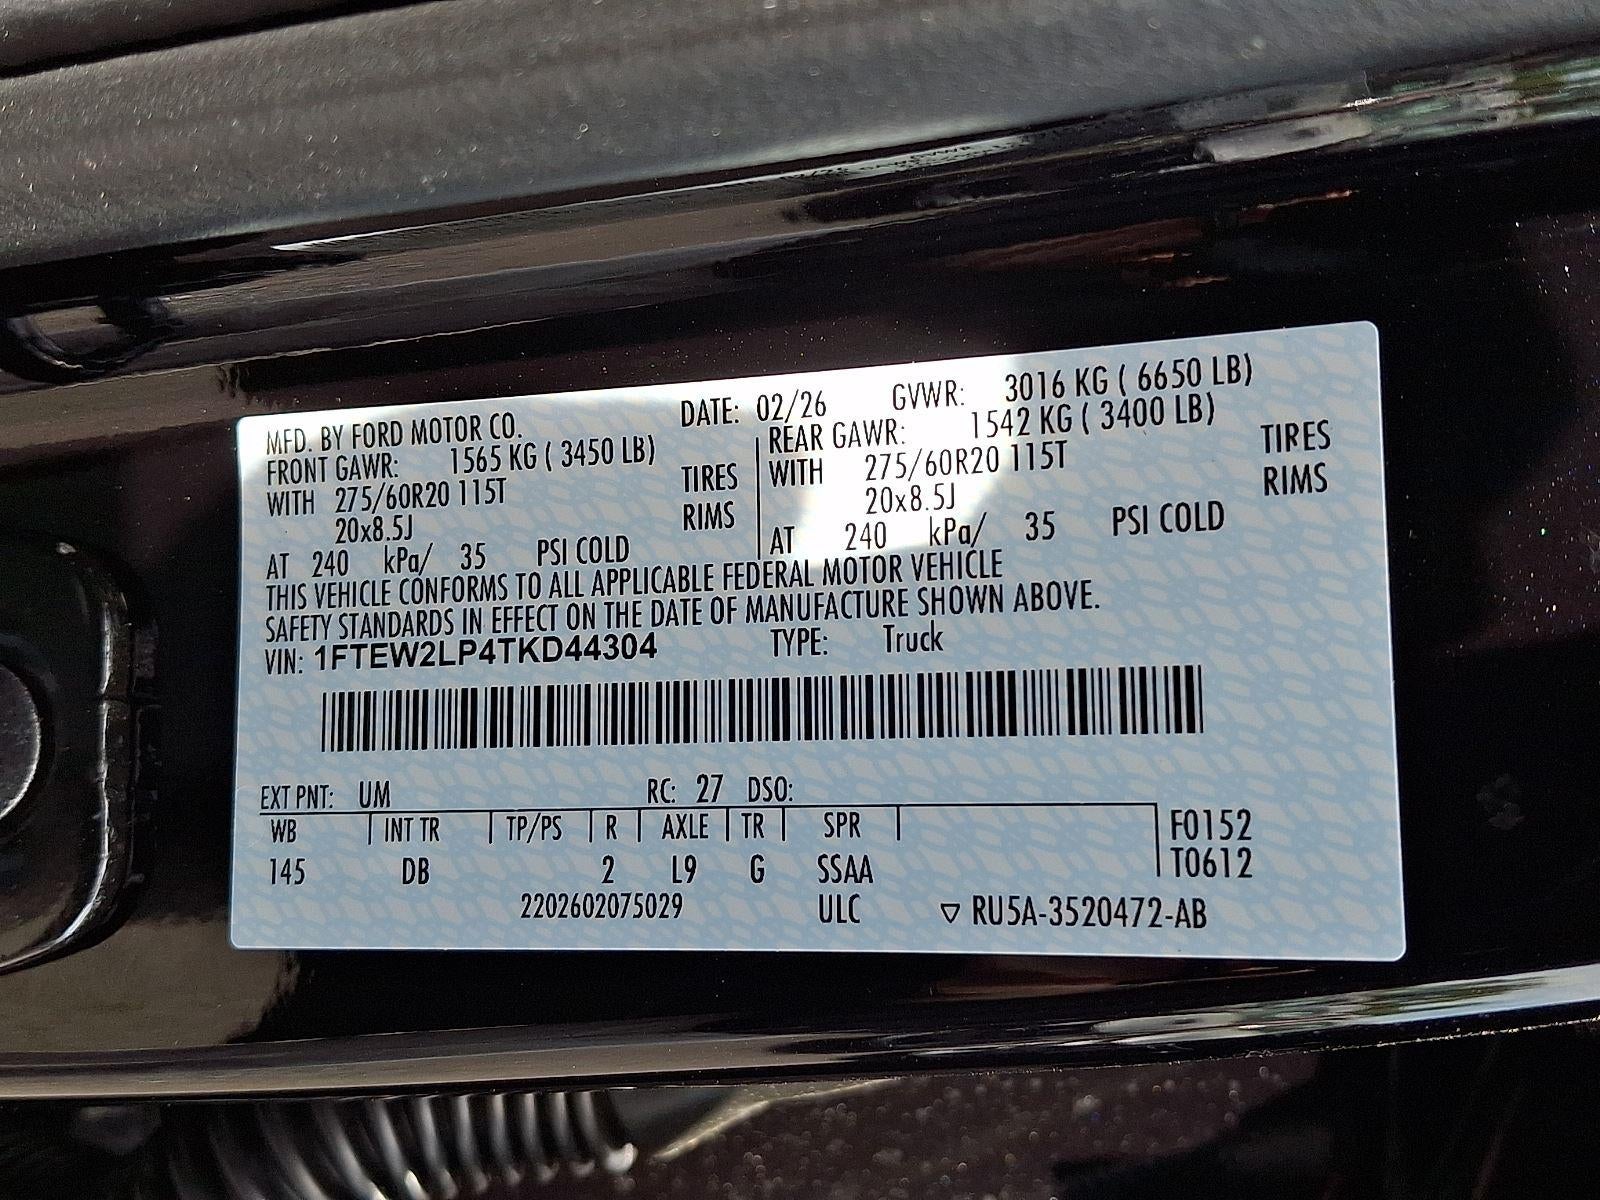 MFD. BY FORD MOTOR CO. DATE: 02/26 GVWR: 3016 KG ( 6650 LB)
FRONT GAWR: 1565 KG ( 3450 LB) REAR GAWR: 1542 KG ( 3400 LB)
WITH 275/60R20 115T TIRES WITH 275/60R20 115T TIRES
20x8.5J RIMS 20x8.5J RIMS
AT 240 kPa/ 35 PSI COLD AT 240 kPa/ 35 PSI COLD
THIS VEHICLE CONFORMS TO ALL APPLICABLE FEDERAL MOTOR VEHICLE
SAFETY STANDARDS IN EFFECT ON THE DATE OF MANUFACTURE SHOWN ABOVE.
VIN: 1FTEW2LP4TKD44304 TYPE: Truck
EXT PNT: UM RC: 27 DSO:
WB INT TR TP/PS R AXLE TR SPR F0152
145 DB 2 L9 G SSAA T0612
2202602075029 ULC ▽ RU5A-3520472-AB